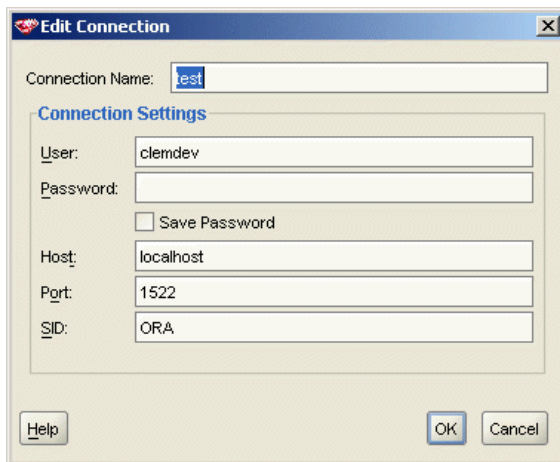 Edit Connection
Connection Name: test
Connection Settings
User: clemdev
Password:
Save Password
Host: localhost
Port: 1522
SID: ORA
Help OK Cancel